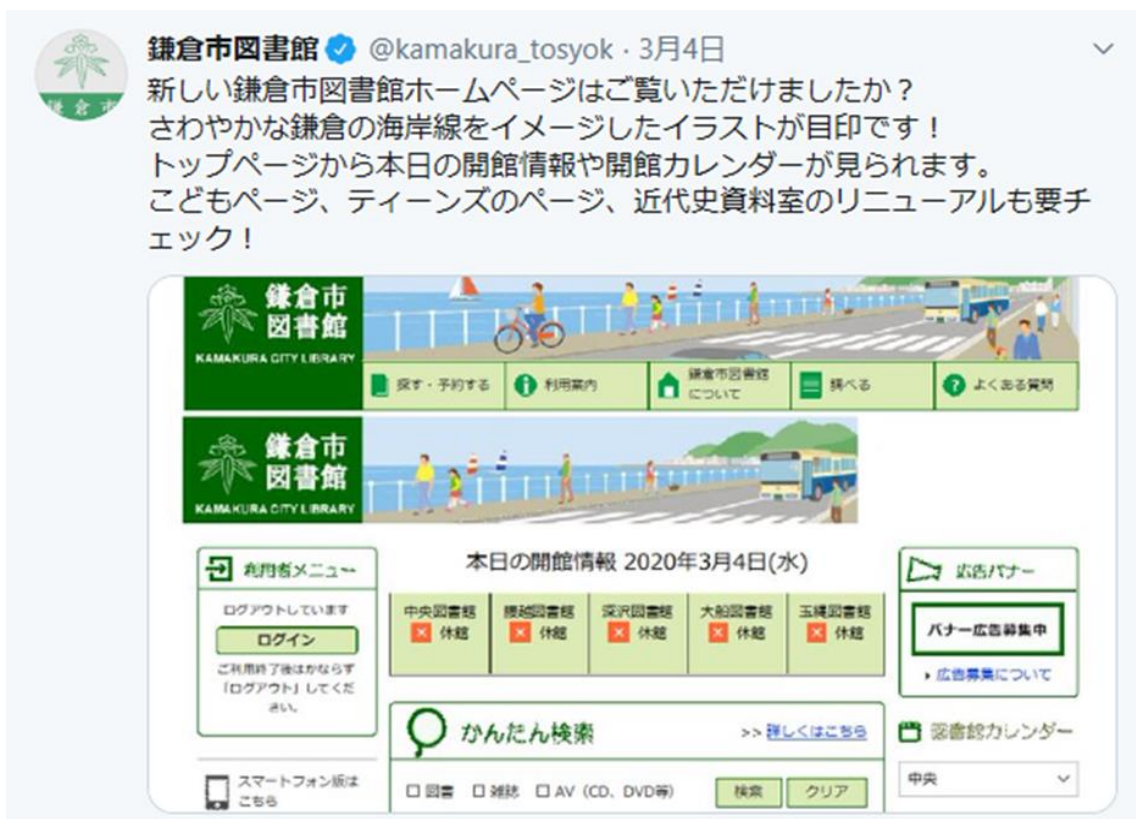 鎌倉市図書館 @kamakura_tosyok · 3月4日
新しい鎌倉市図書館ホームページはご覧いただけましたか？
さわやかな鎌倉の海岸線をイメージしたイラストが目印です！
トップページから本日の開館情報や開館カレンダーが見られます。
こどもページ、ティーンズのページ、近代史資料室のリニューアルも要チ
ェック！
鎌倉市
鎌倉市
図書館
KAMAKURA CITY LIBRARY
探す・予約する
利用案内
鎌倉市図書館
について
調べる
よくある質問
鎌倉市
図書館
KAMAKURA CITY LIBRARY
利用者メニュー
ログアウトしています
ログイン
ご利用終了後はかならず
「ログアウト」してくだ
さい。
スマートフォン版は
こちら
本日の開館情報 2020年3月4日(水)
中央図書館
休館
腰越図書館
休館
深沢図書館
休館
大船図書館
休館
玉縄図書館
休館
かんたん検索
>> 詳しくはこちら
図書 雑誌 AV（CD、DVD等） 検索 クリア
広告バナー
バナー広告募集中
広告募集について
図書館カレンダー
中央